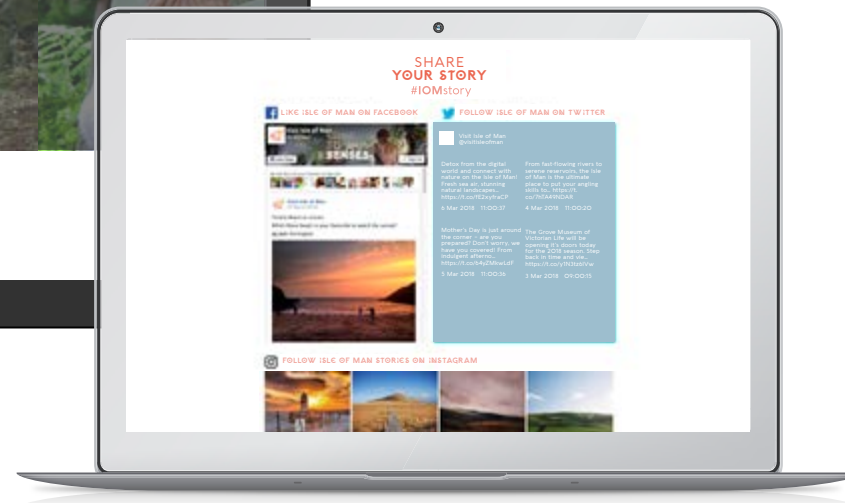 SHARE
YOUR STORY
#IOMstory
LIKE ISLE OF MAN ON FACEBOOK
FOLLOW ISLE OF MAN ON TWITTER
SENSES
Visit Isle of Man
@visitisleofman
Detox from the digital
world and connect with
nature on the Isle of Man!
Fresh sea air, stunning
natural landscapes...
6 Mar 2018 11:00:37
From fast-flowing rivers to
serene reservoirs, the Isle
of Man is the ultimate
place to put your angling
skills to... https://t.
4 Mar 2018 11:00:20
Mother's Day is just around
the corner – are you
prepared? Don't worry, we
have you covered! From
indulgent afterno...
5 Mar 2018 11:00:36
The Grove Museum of
Victorian Life will be
opening it's doors today
for the 2018 season. Step
back in time and vie...
3 Mar 2018 09:00:15
FOLLOW ISLE OF MAN STORIES ON INSTAGRAM